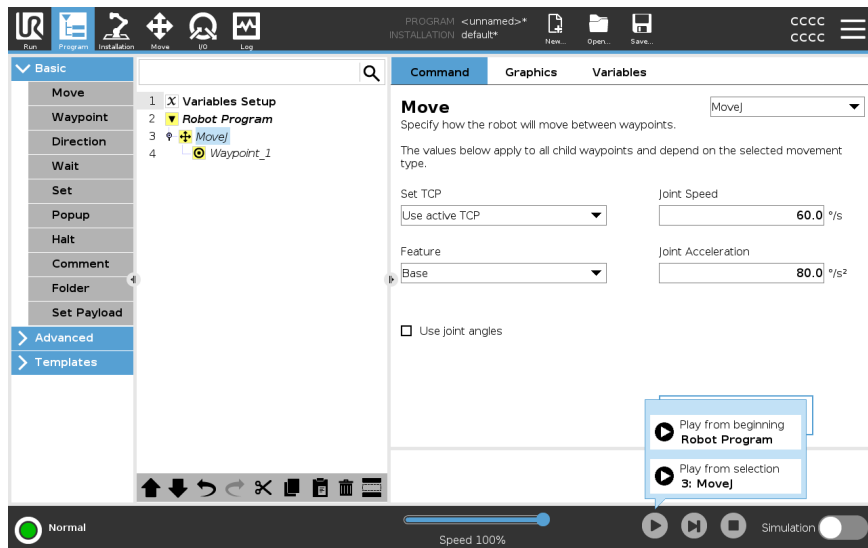 UR
PROGRAM <unnamed>*
INSTALLATION default*
CCCC
CCCC
Run
Program
Installation
Move
I/O
Log
New...
Open...
Save...
Basic
Move
Waypoint
Direction
Wait
Set
Popup
Halt
Comment
Folder
Set Payload
Advanced
Templates
1 X Variables Setup
2 Robot Program
3 MoveJ
4 Waypoint_1
Command
Graphics
Variables
Move
MoveJ
Specify how the robot will move between waypoints.
The values below apply to all child waypoints and depend on the selected movement
type.
Set TCP
Joint Speed
Use active TCP
60.0 °/s
Feature
Joint Acceleration
Base
80.0 °/s²
Use joint angles
Play from beginning
Robot Program
Play from selection
3: MoveJ
Normal
Speed 100%
Simulation